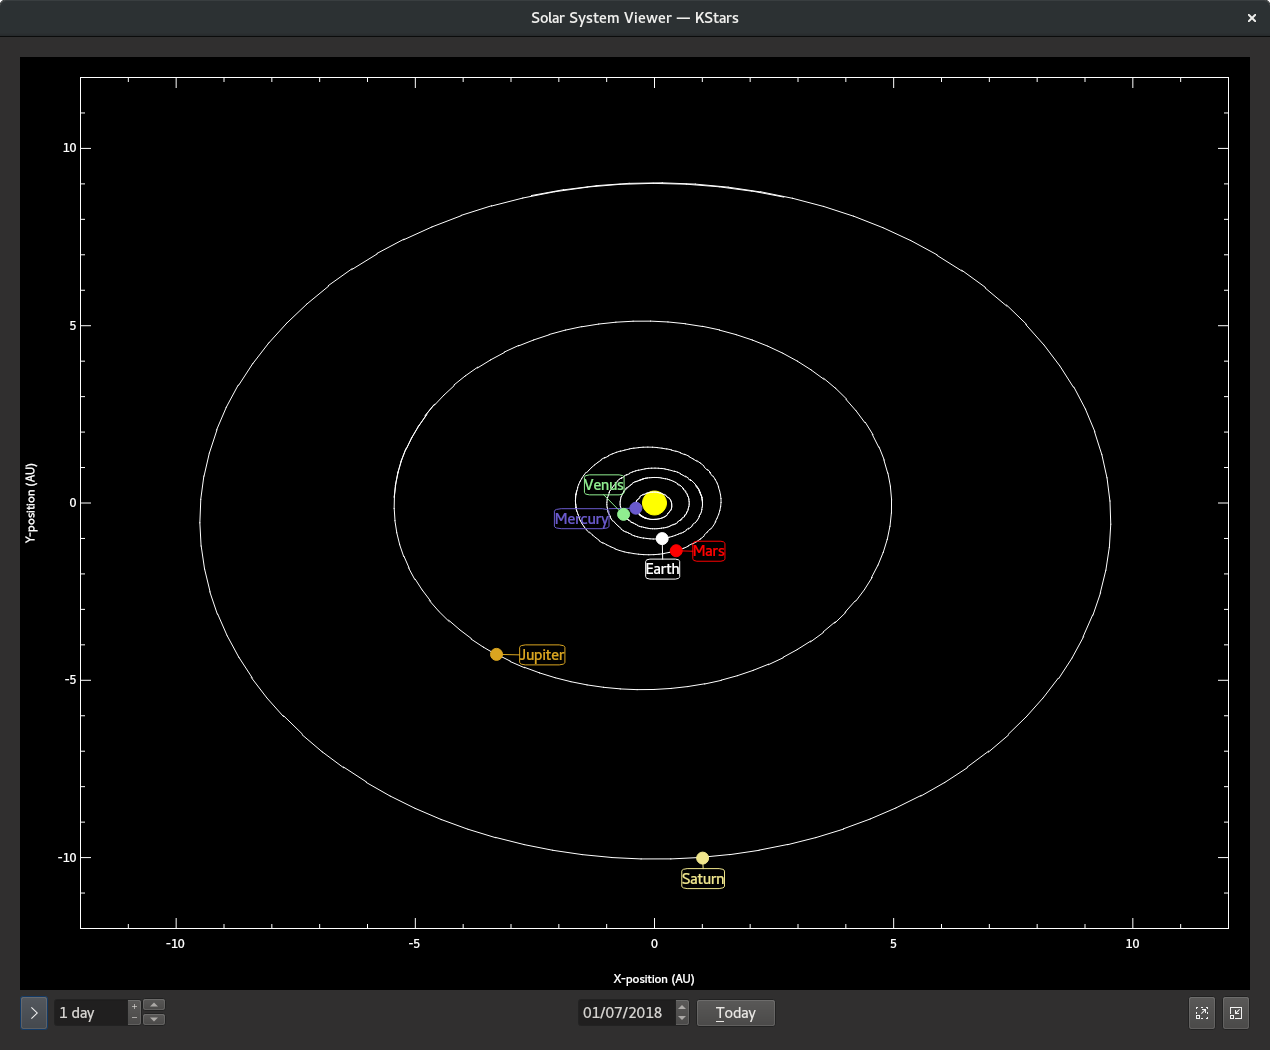 Solar System Viewer — KStars
10
5
0
-5
-10
Y-position (AU)
Venus
Mercury
Mars
Earth
Jupiter
Saturn
-10
-5
0
5
10
X-position (AU)
1 day
01/07/2018
Today